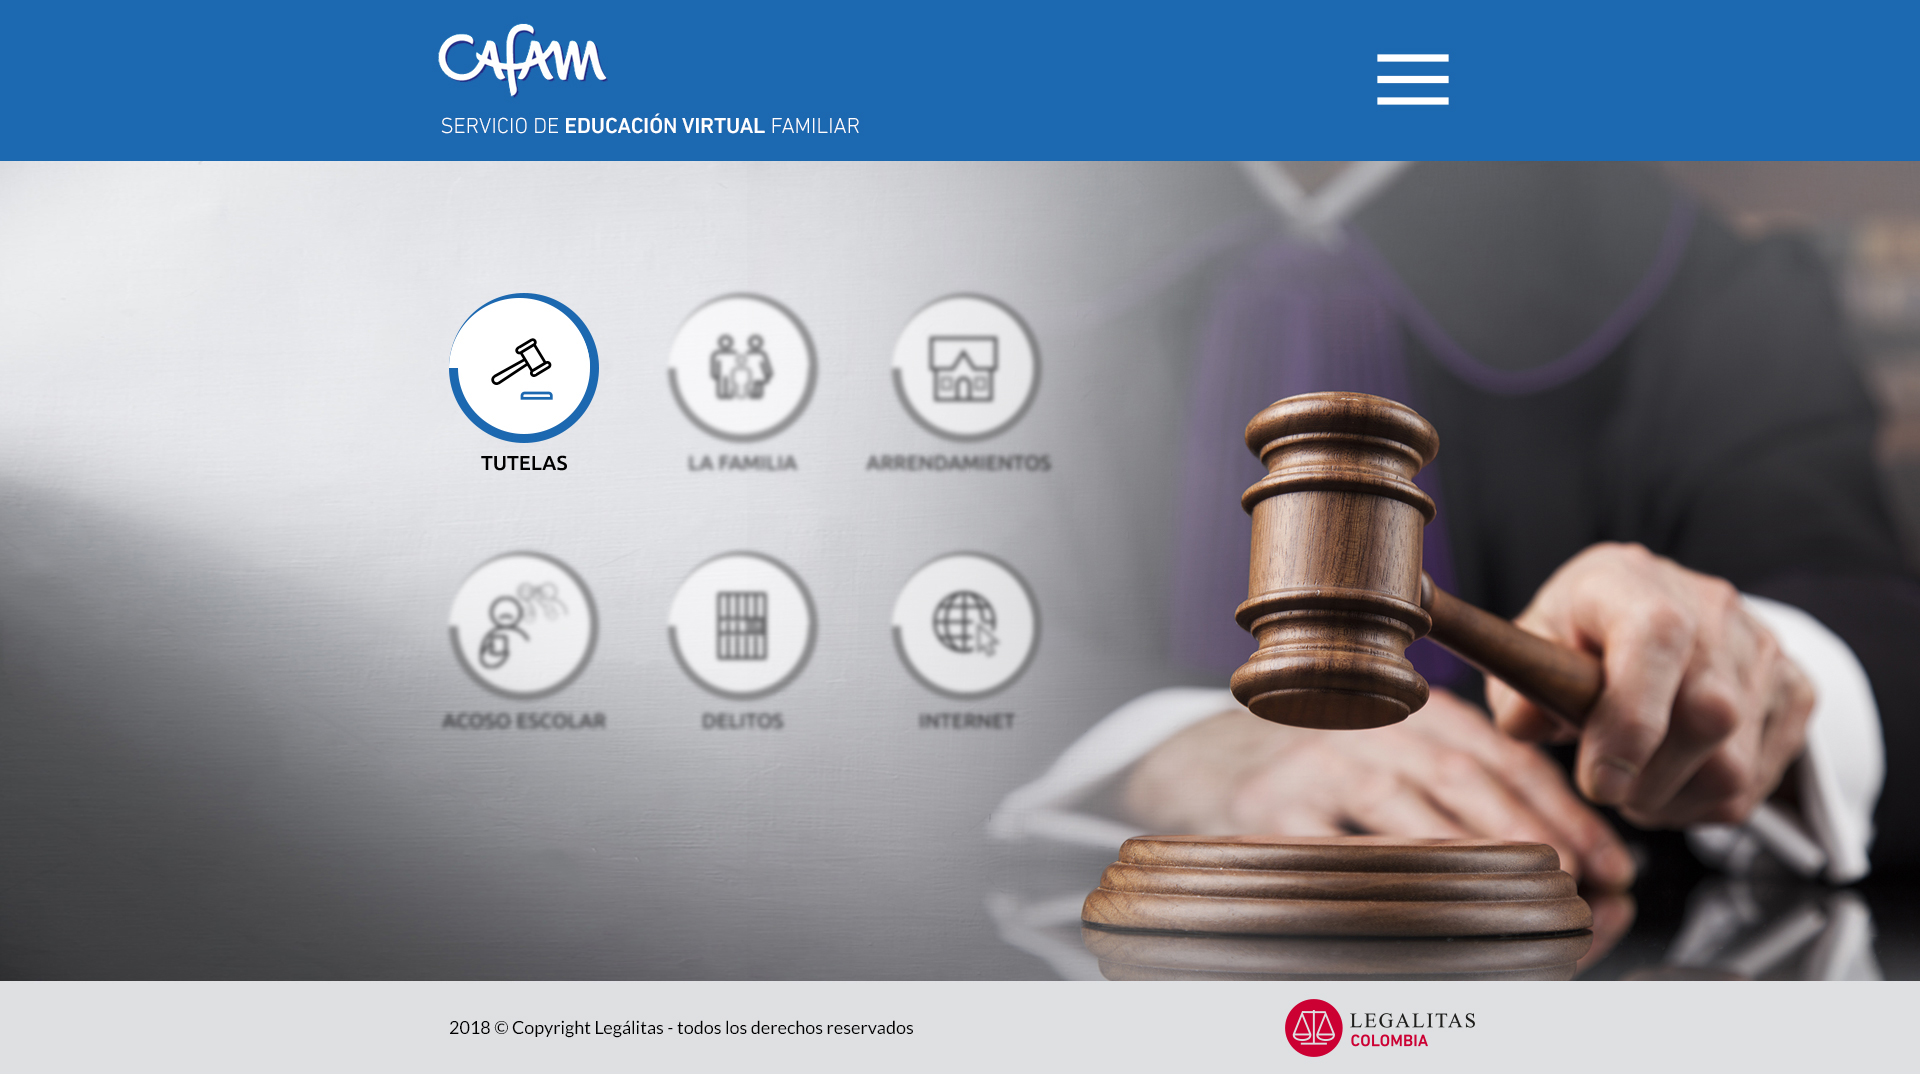 Cafam
SERVICIO DE EDUCACIÓN VIRTUAL FAMILIAR
TUTELAS
LA FAMILIA
ARRENDAMIENTOS
ACOSO ESCOLAR
DELITOS
INTERNET
2018 © Copyright Legálitas - todos los derechos reservados
LEGALITAS
COLOMBIA